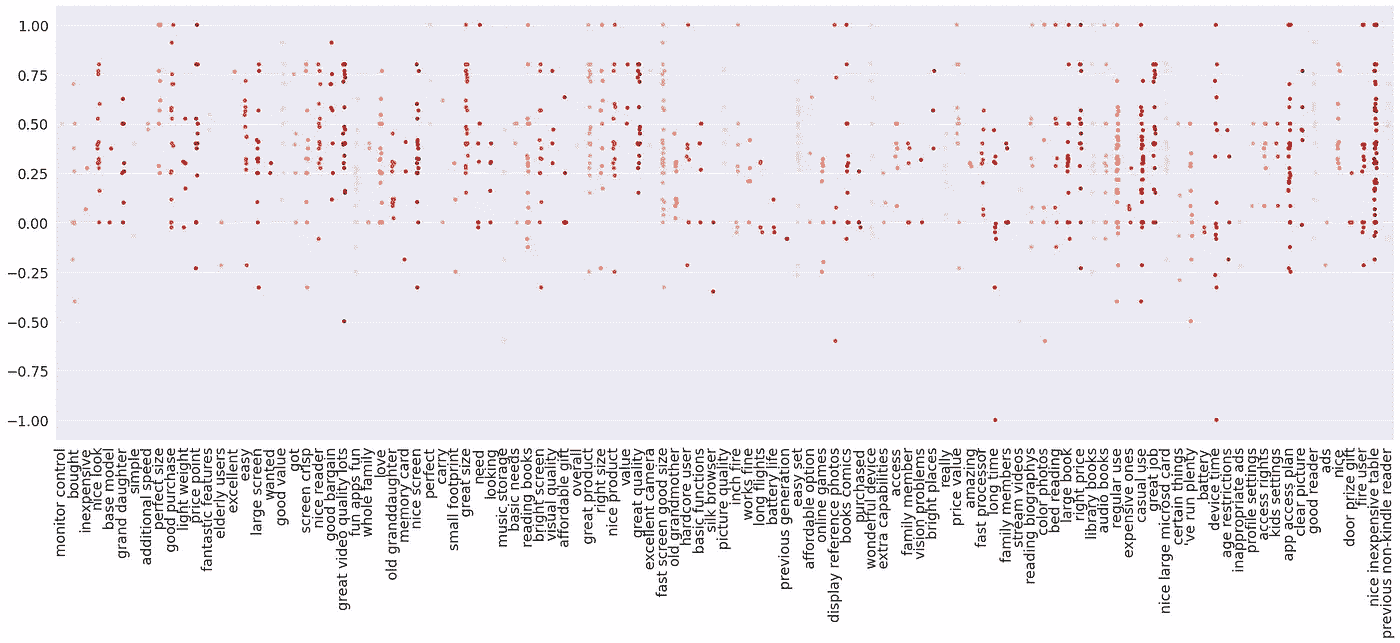 1.00
0.75
0.50
0.25
0.00
−0.25
−0.50
−0.75
−1.00
monitor control
bought
inexpensive
nice look
base model
grand daughter
simple
additional speed
perfect size
good purchase
light weight
pricepoint
fantastic features
elderly users
excellent
easy
large screen
wanted
good value
got
screen crisp
nice reader
good bargain
great video quality lots
fun apps fun
whole family
love
old granddaughter
memory card
nice screen
perfect
carry
small footprint
great size
need
looking
music storage
basic needs
reading books
bright screen
visual quality
affordable gift
overall
great product
right size
nice product
value
great quality
excellent camera
fast screen good size
old grandmother
hardcore
basic functions
silk browser
picture quality
inch fire
works fine
long flights
battery life
previous generation
set
affordable option
online games
display reference photos
books comics
purchased
wonderful device
extra capabilities
access
family member
vision problems
bright places
really
price value
amazing
fast processor
long time
family members
stream videos
reading biographys
color photos
bed reading
large book
right price
library books
audio books
regular use
expensive ones
casual use
great job
nice large microsd card
certain things
've run plenty
battery
device time
age restrictions
inappropriate ads
profile settings
access rights
kids settings
app access plus
clear picture
good reader
ads
nice
door prize gift
fire user
nice inexpensive table
previous non-kindle reader